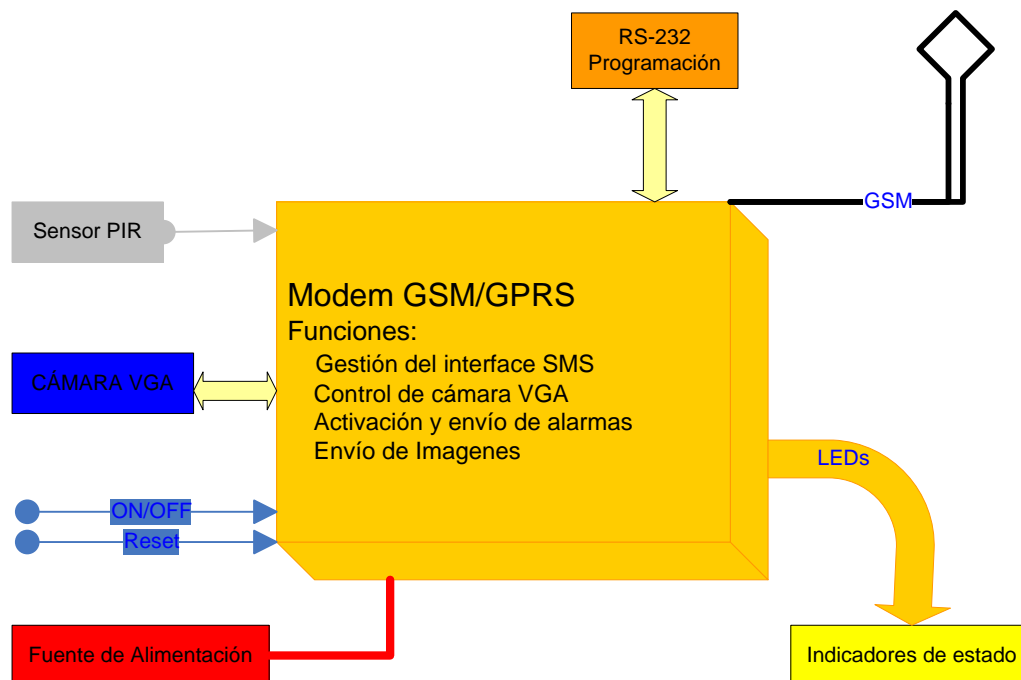 RS-232
Programación
GSM
Sensor PIR
Modem GSM/GPRS
Funciones:
Gestión del interface SMS
Control de cámara VGA
Activación y envío de alarmas
Envío de Imagenes
CÁMARA VGA
LEDs
ON/OFF
Reset
Fuente de Alimentación
Indicadores de estado